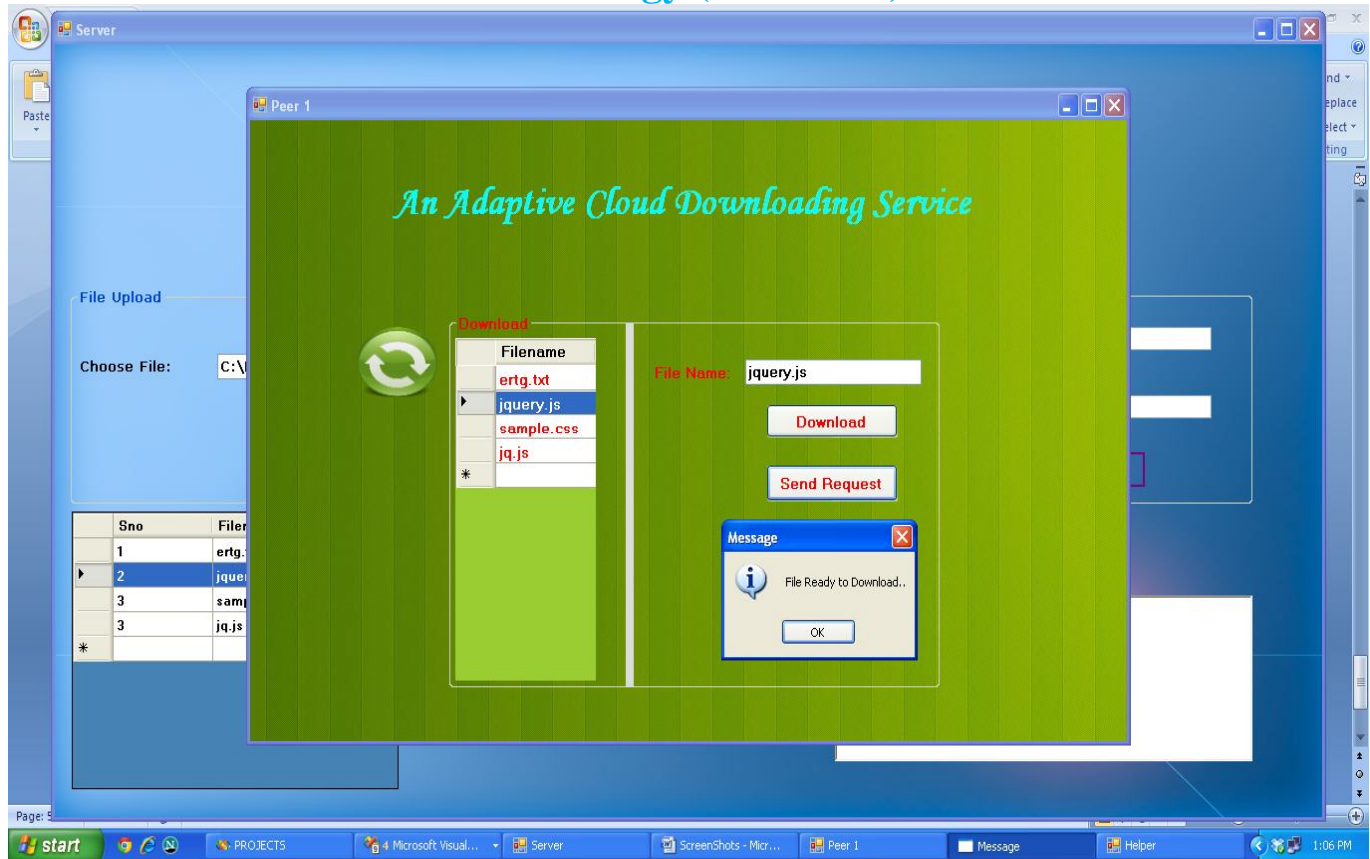 Server
Paste
Peer 1
An Adaptive Cloud Downloading Service
File Upload
Choose File:
C:\
Download
Filename
ertg.txt
jquery.js
sample.css
jq.js
*
File Name:
jquery.js
Download
Send Request
Message
File Ready to Download..
OK
Sno
1
2
3
3 jq.js
*
start
PROJECTS
4 Microsoft Visual...
Server
ScreenShots - Micr...
Peer 1
Message
Helper
1:06 PM